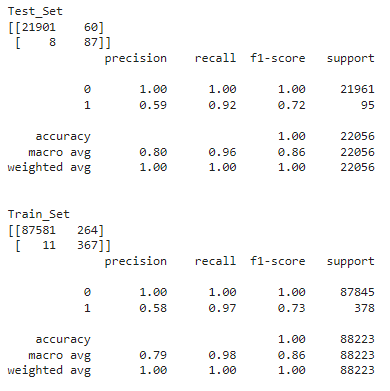 Test_Set
[[21901    60]
 [    8    87]]
              precision    recall  f1-score   support

           0       1.00      1.00      1.00     21961
           1       0.59      0.92      0.72        95

    accuracy                           1.00     22056
   macro avg       0.80      0.96      0.86     22056
weighted avg       1.00      1.00      1.00     22056

Train_Set
[[87581   264]
 [   11   367]]
              precision    recall  f1-score   support

           0       1.00      1.00      1.00     87845
           1       0.58      0.97      0.73       378

    accuracy                           1.00     88223
   macro avg       0.79      0.98      0.86     88223
weighted avg       1.00      1.00      1.00     88223